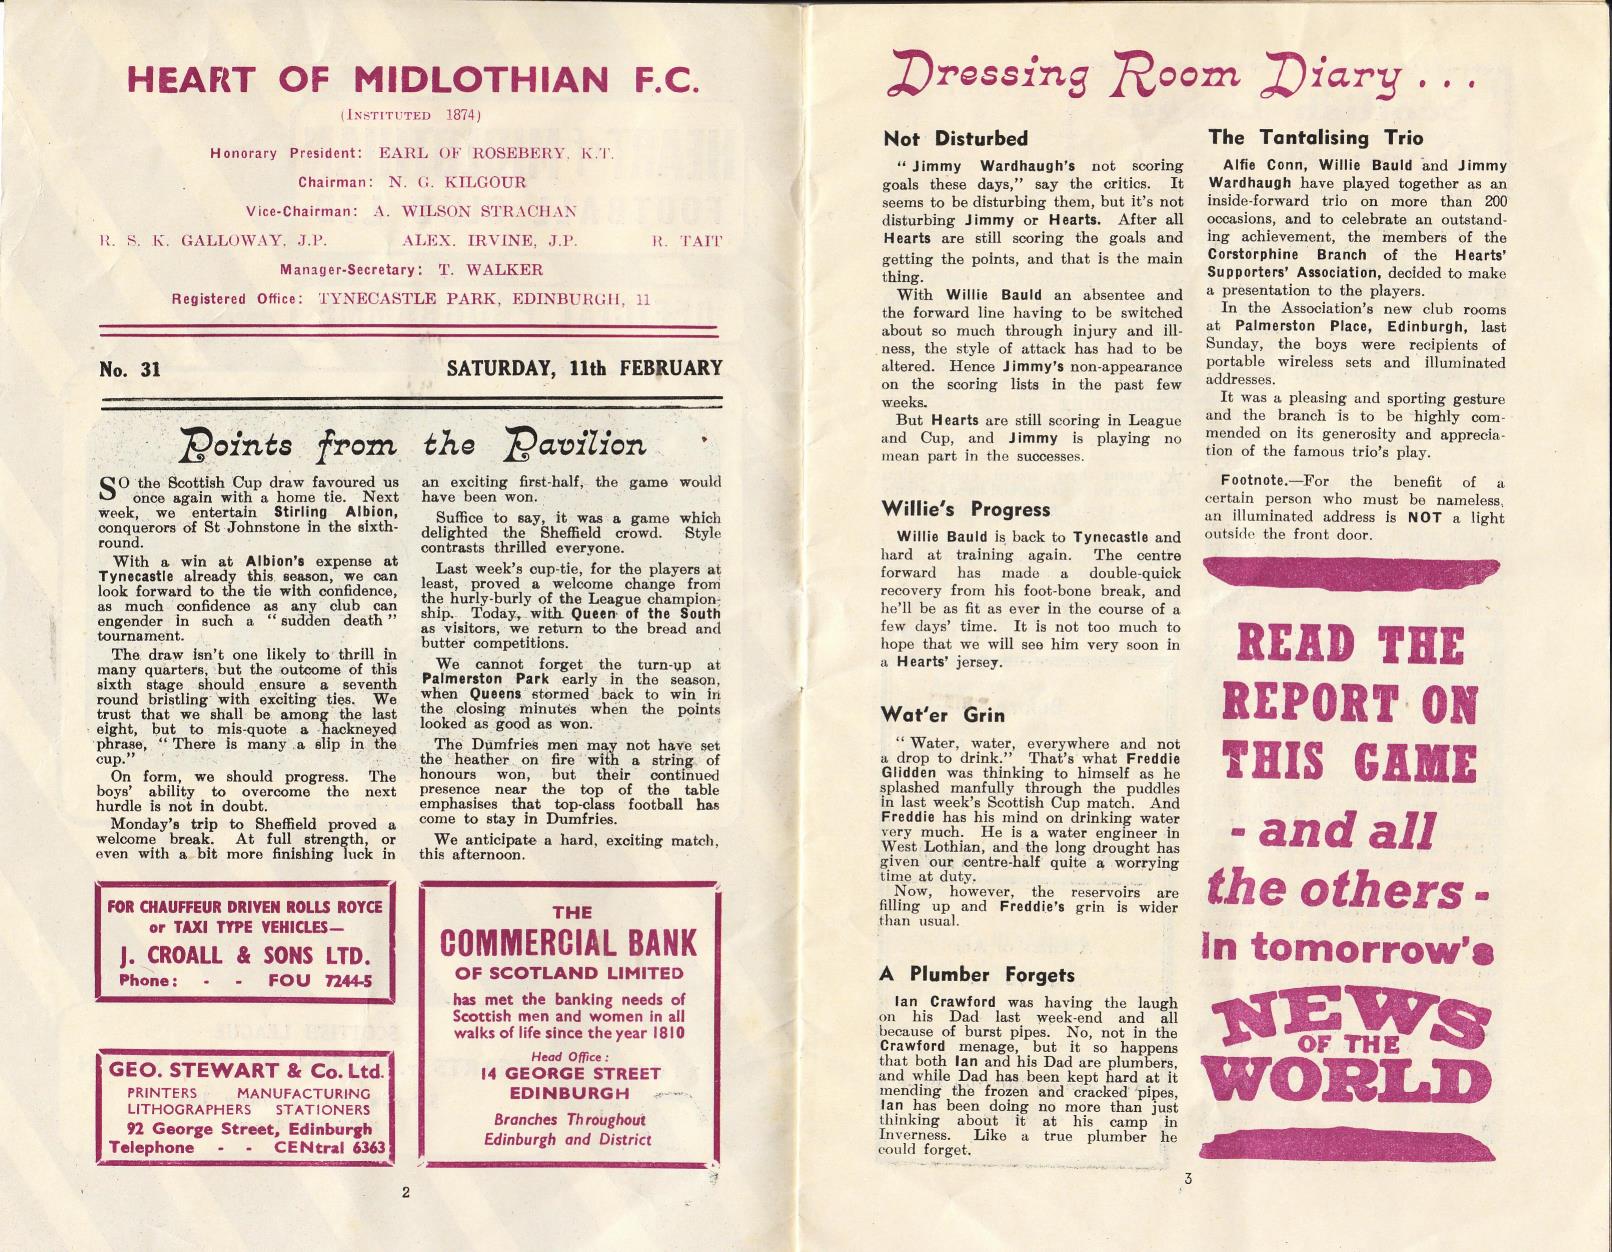 HEART OF MIDLOTHIAN F.C.
(INSTITUTED 1874)
Honorary President: EARL OF ROSEBERY, K.T.
Chairman: N. G. KILGOUR
Vice-Chairman: A. WILSON STRACHAN
R. S. K. GALLOWAY, J.P. ALEX. IRVINE, J.P. R. TAIT
Manager-Secretary: T. WALKER
Registered Office: TYNECASTLE PARK, EDINBURGH, 11
No. 31 SATURDAY, 11th FEBRUARY
Points from the Pavilion
SO the Scottish Cup draw favoured us
once again with a home tie. Next
week, we entertain Stirling Albion,
conquerors of St Johnstone in the sixth-
round.
With a win at Albion's expense at
Tynecastle already this season, we can
look forward to the tie with confidence,
as much confidence as any club can
engender in such a "sudden death"
tournament.
The draw isn't one likely to thrill in
many quarters, but the outcome of this
sixth stage should ensure a seventh
round bristling with exciting ties. We
trust that we shall be among the last
eight, but to mis-quote a hackneyed
phrase, "There is many a slip in the
cup."
On form, we should progress. The
boys' ability to overcome the next
hurdle is not in doubt.
Monday's trip to Sheffield proved a
welcome break. At full strength, or
even with a bit more finishing luck in
an exciting first-half, the game would
have been won.
Suffice to say, it was a game which
delighted the Sheffield crowd. Style
contrasts thrilled everyone.
Last week's cup-tie, for the players at
least, proved a welcome change from
the hurly-burly of the League champion-
ship. Today, with Queen of the South
as visitors, we return to the bread and
butter competitions.
We cannot forget the turn-up at
Palmerston Park early in the season,
when Queens stormed back to win in
the closing minutes when the points
looked as good as won.
The Dumfries men may not have set
the heather on fire with a string of
honours won, but their continued
presence near the top of the table
emphasises that top-class football has
come to stay in Dumfries.
We anticipate a hard, exciting match,
this afternoon.
FOR CHAUFFEUR DRIVEN ROLLS ROYCE
or TAXI TYPE VEHICLES—
J. CROALL & SONS LTD.
Phone: - - FOU 7244-5
GEO. STEWART & Co. Ltd.
PRINTERS MANUFACTURING
LITHOGRAPHERS STATIONERS
92 George Street, Edinburgh
Telephone - - CENtral 6363
THE
COMMERCIAL BANK
OF SCOTLAND LIMITED
has met the banking needs of
Scottish men and women in all
walks of life since the year 1810
Head Office:
14 GEORGE STREET
EDINBURGH
Branches Throughout
Edinburgh and District
2
Dressing Room Diary . . .
Not Disturbed
"Jimmy Wardhaugh's not scoring
goals these days," say the critics. It
seems to be disturbing them, but it's not
disturbing Jimmy or Hearts. After all
Hearts are still scoring the goals and
getting the points, and that is the main
thing.
With Willie Bauld an absentee and
the forward line having to be switched
about so much through injury and ill-
ness, the style of attack has had to be
altered. Hence Jimmy's non-appearance
on the scoring lists in the past few
weeks.
But Hearts are still scoring in League
and Cup, and Jimmy is playing no
mean part in the successes.
Willie's Progress
Willie Bauld is back to Tynecastle and
hard at training again. The centre
forward has made a double-quick
recovery from his foot-bone break, and
he'll be as fit as ever in the course of a
few days' time. It is not too much to
hope that we will see him very soon in
a Hearts' jersey.
Wat'er Grin
"Water, water, everywhere and not
a drop to drink." That's what Freddie
Glidden was thinking to himself as he
splashed manfully through the puddles
in last week's Scottish Cup match. And
Freddie has his mind on drinking water
very much. He is a water engineer in
West Lothian, and the long drought has
given our centre-half quite a worrying
time at duty.
Now, however, the reservoirs are
filling up and Freddie's grin is wider
than usual.
A Plumber Forgets
Ian Crawford was having the laugh
on his Dad last week-end and all
because of burst pipes. No, not in the
Crawford menage, but it so happens
that both Ian and his Dad are plumbers,
and while Dad has been kept hard at it
mending the frozen and cracked pipes,
Ian has been doing no more than just
thinking about it at his camp in
Inverness. Like a true plumber he
could forget.
The Tantalising Trio
Alfie Conn, Willie Bauld and Jimmy
Wardhaugh have played together as an
inside-forward trio on more than 200
occasions, and to celebrate an outstand-
ing achievement, the members of the
Corstorphine Branch of the Hearts'
Supporters' Association, decided to make
a presentation to the players.
In the Association's new club rooms
at Palmerston Place, Edinburgh, last
Sunday, the boys were recipients of
portable wireless sets and illuminated
addresses.
It was a pleasing and sporting gesture
and the branch is to be highly com-
mended on its generosity and apprecia-
tion of the famous trio's play.
Footnote.—For the benefit of a
certain person who must be nameless,
an illuminated address is NOT a light
outside the front door.
READ THE
REPORT ON
THIS GAME
- and all
the others -
In tomorrow's
NEWS
OF THE
WORLD
3